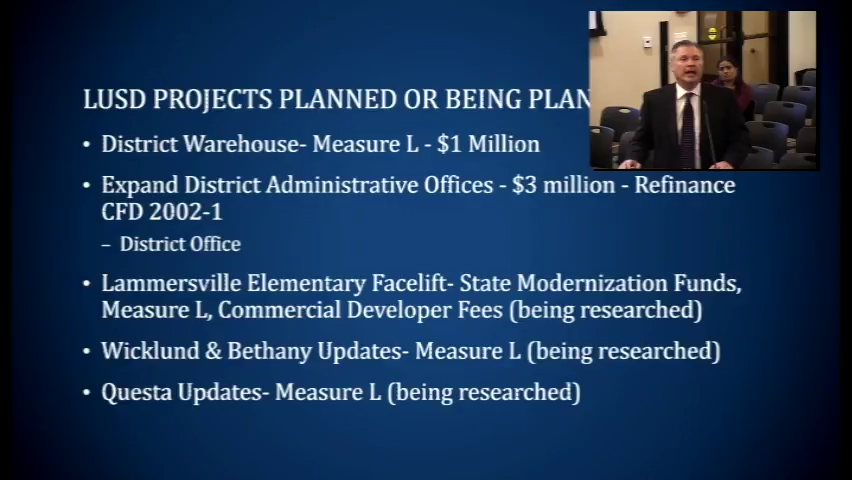 LUSD PROJECTS PLANNED OR BEING PLAN
• District Warehouse- Measure L - $1 Million
• Expand District Administrative Offices - $3 million - Refinance
CFD 2002-1
– District Office
• Lammersville Elementary Facelift- State Modernization Funds,
Measure L, Commercial Developer Fees (being researched)
• Wicklund & Bethany Updates- Measure L (being researched)
• Questa Updates- Measure L (being researched)